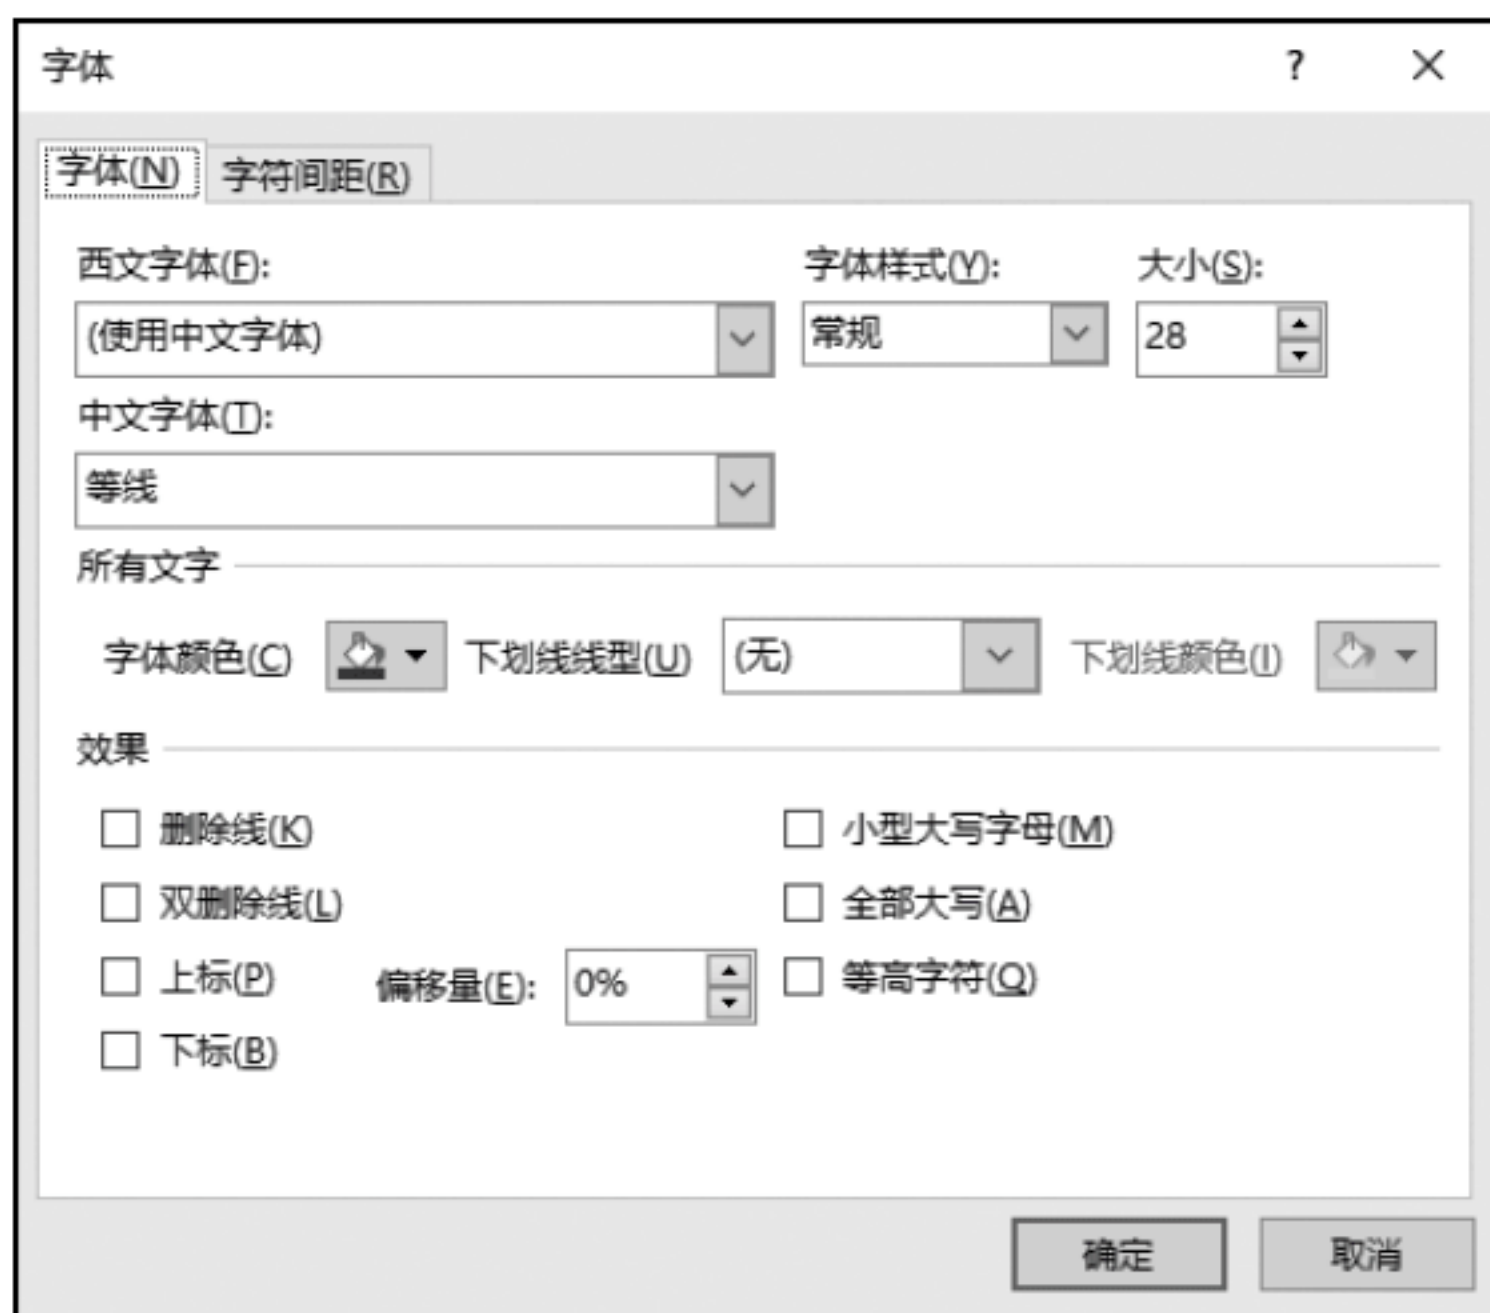 字体 ?
字体(N) 字符间距(R)
西文字体(F): 字体样式(Y): 大小(S):
(使用中文字体) 常规 28
中文字体(T):
等线
所有文字
字体颜色(C) 下划线线型(U) (无) 下划线颜色(I)
效果
删除线(K) 小型大写字母(M)
双删除线(L) 全部大写(A)
上标(P) 偏移量(E): 0% 等高字符(Q)
下标(B)
确定 取消